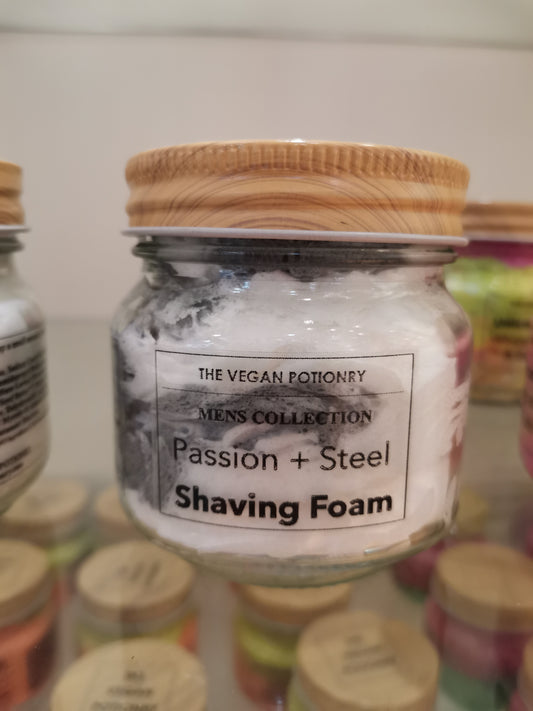 THE VEGAN POTIONRY
MENS COLLECTION
Passion + Steel
Shaving Foam